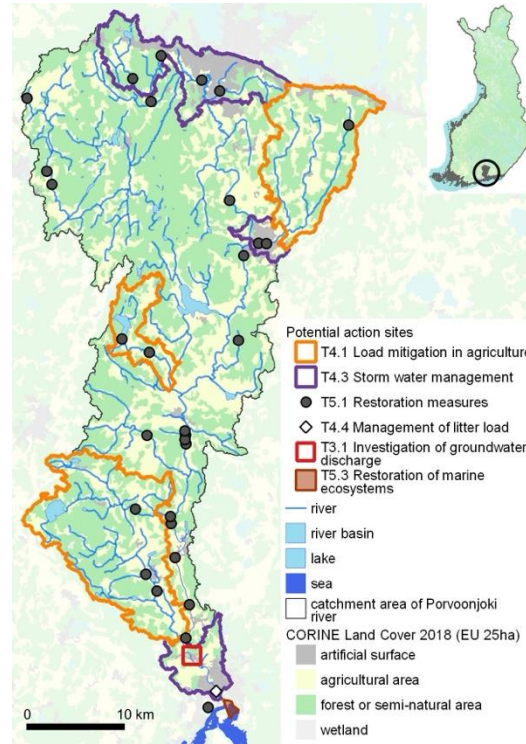 Potential action sites
T4.1 Load mitigation in agriculture
T4.3 Storm water management
T5.1 Restoration measures
T4.4 Management of litter load
T3.1 Investigation of groundwater
discharge
T5.3 Restoration of marine
ecosystems
river
river basin
lake
sea
catchment area of Porvoonjoki
river
CORINE Land Cover 2018 (EU 25ha)
artificial surface
agricultural area
forest or semi-natural area
wetland
0 10 km